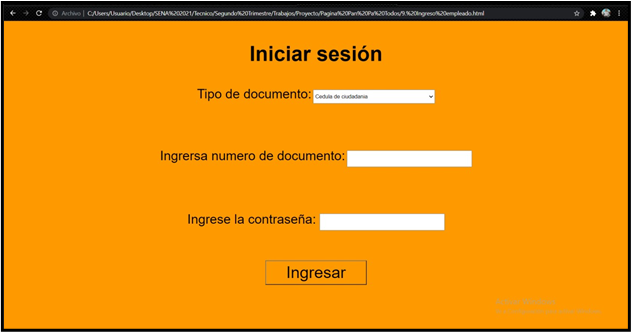 Archivo | C:/Users/Usuario/Desktop/SENA%202021/Tecnico/Segundo%20Trimestre/Trabajos/Proyecto/Pagina%20Pan%20Pa%20Todos/9.%20Ingreso%20empleado.html
Iniciar sesión
Tipo de documento: Cedula de ciudadania
Ingrersa numero de documento:
Ingrese la contraseña:
Ingresar